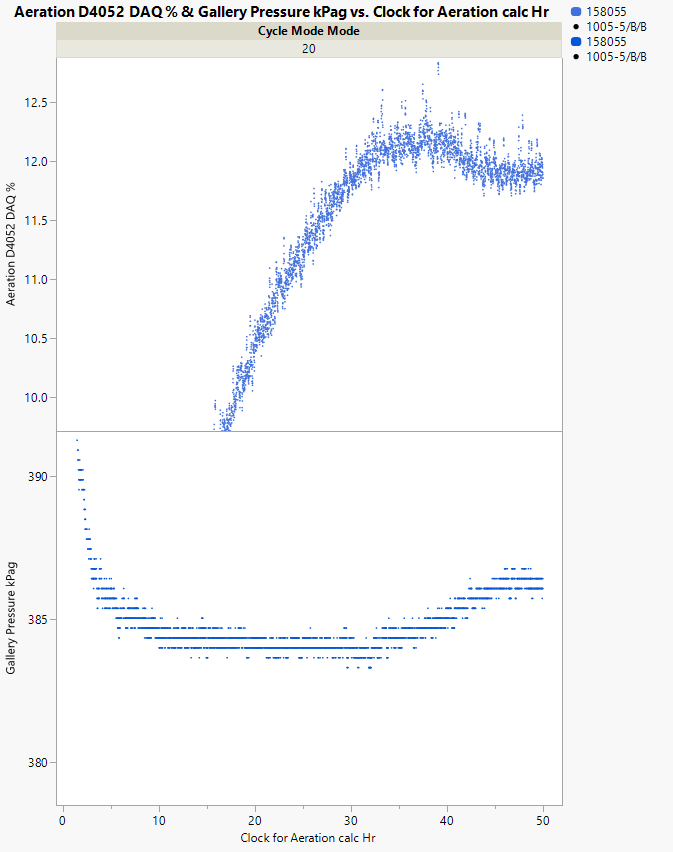 Aeration D4052 DAQ % & Gallery Pressure kPag vs. Clock for Aeration calc Hr
Cycle Mode Mode
20
158055
1005-5/B/B
158055
1005-5/B/B
Aeration D4052 DAQ %
12.5
12.0
11.5
11.0
10.5
10.0
Gallery Pressure kPag
390
385
380
0 10 20 30 40 50
Clock for Aeration calc Hr